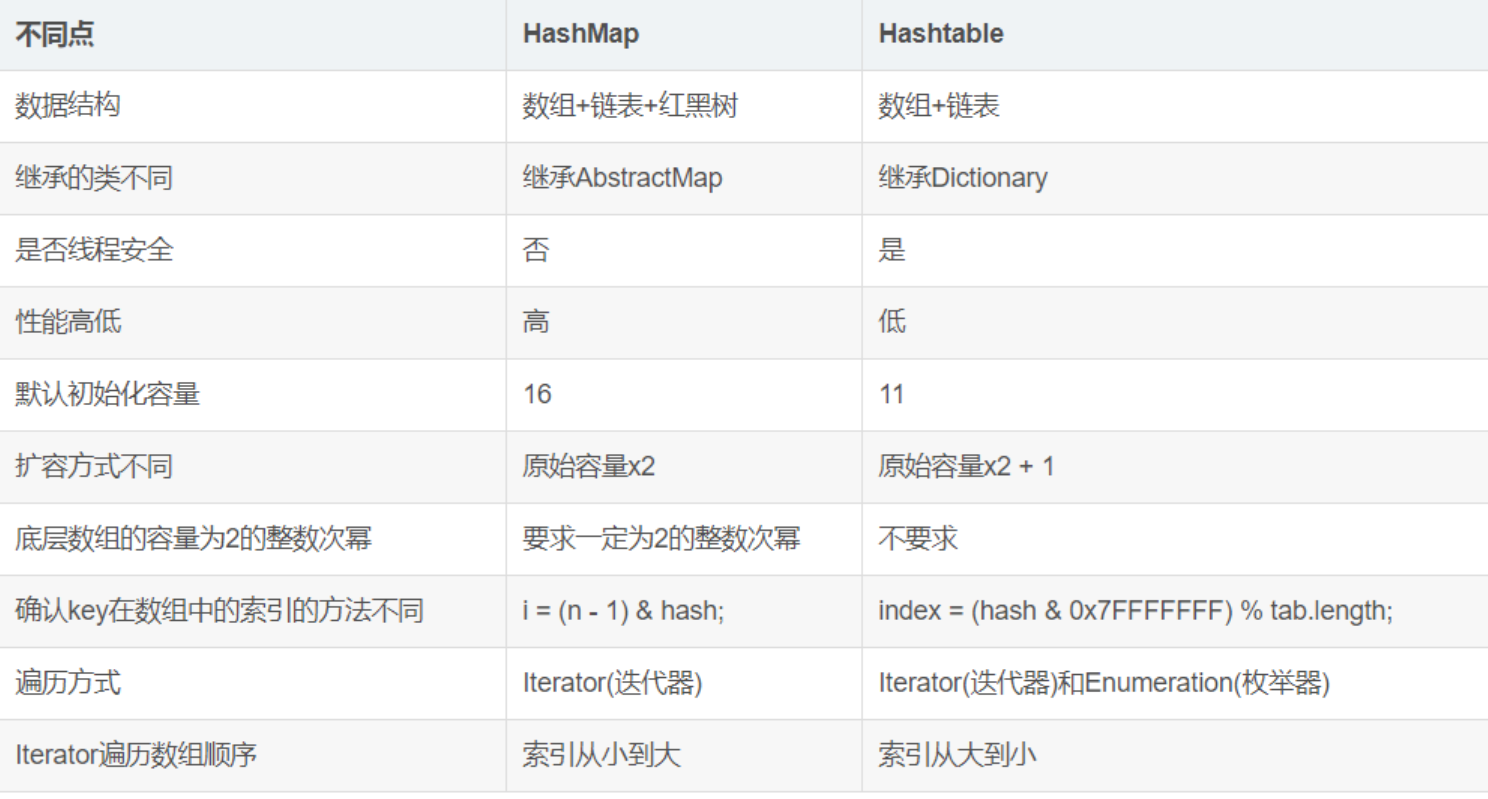 不同点 HashMap Hashtable
数据结构 数组+链表+红黑树 数组+链表
继承的类不同 继承AbstractMap 继承Dictionary
是否线程安全 否 是
性能高低 高 低
默认初始化容量 16 11
扩容方式不同 原始容量x2 原始容量x2 + 1
底层数组的容量为2的整数次幂 要求一定为2的整数次幂 不要求
确认key在数组中的索引的方法不同 i = (n - 1) & hash; index = (hash & 0x7FFFFFFF) % tab.length;
遍历方式 Iterator(迭代器) Iterator(迭代器)和Enumeration(枚举器)
Iterator遍历数组顺序 索引从小到大 索引从大到小